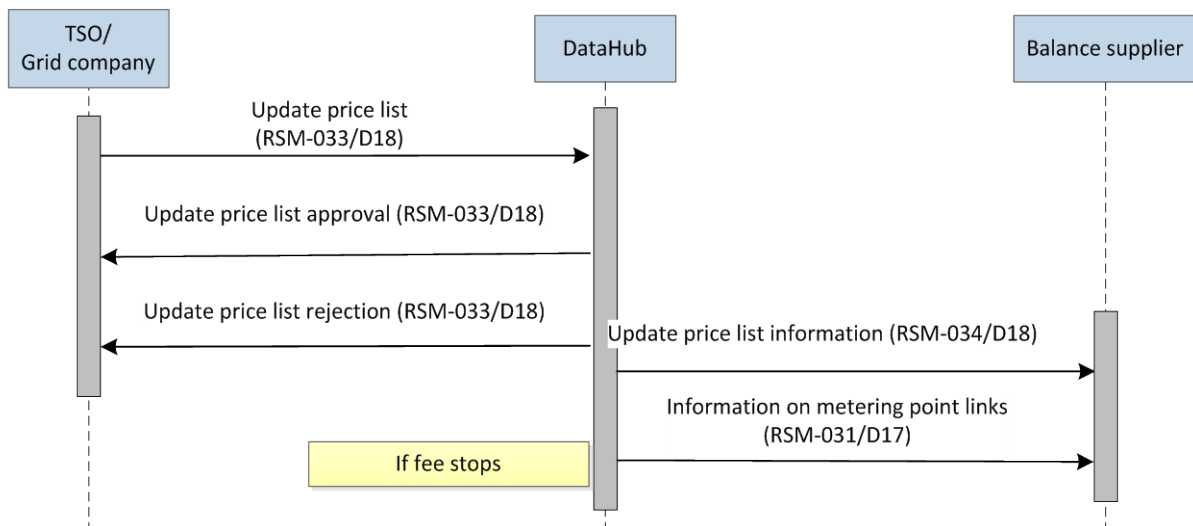 TSO/
Grid company
DataHub
Balance supplier
Update price list
(RSM-033/D18)
Update price list approval (RSM-033/D18)
Update price list rejection (RSM-033/D18)
Update price list information (RSM-034/D18)
Information on metering point links
(RSM-031/D17)
If fee stops